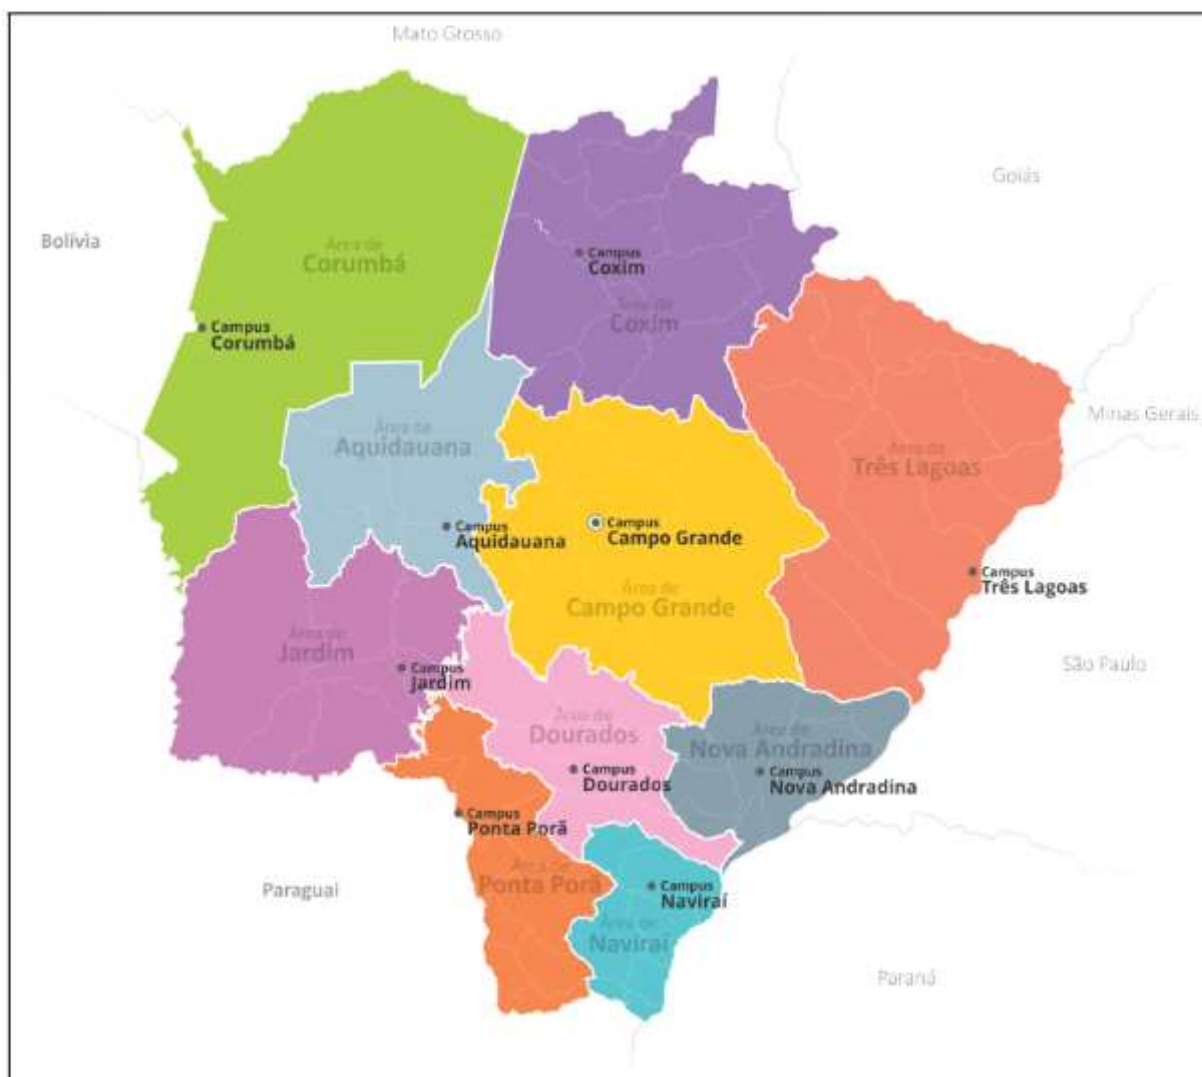 Mato Grosso
Goiás
Bolívia
Área de
Corumbá
Campus
Coxim
Área de
Coxim
Campus
Corumbá
Minas Gerais
Área de
Aquidauana
Área de
Três Lagoas
Campus
Aquidauana
Campus
Campo Grande
Campus
Três Lagoas
Área de
Campo Grande
Área de
Jardim
Campus
Jardim
São Paulo
Área de
Dourados
Área de
Nova Andradina
Campus
Dourados
Campus
Nova Andradina
Campus
Ponta Porã
Área de
Ponta Porã
Campus
Naviraí
Paraguai
Área de
Naviraí
Paraná